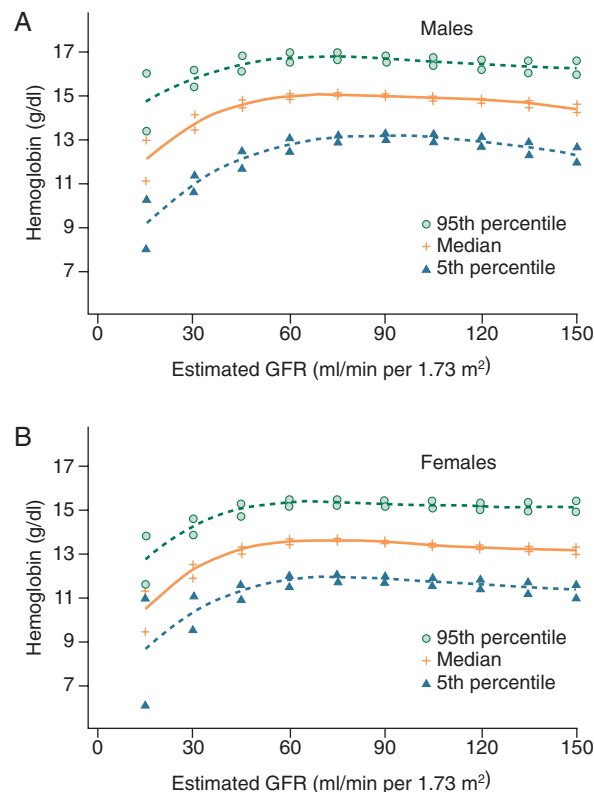 A
Males
Hemoglobin (g/dl)
17
15
13
11
9
7
95th percentile
Median
5th percentile
0 30 60 90 120 150
Estimated GFR (ml/min per 1.73 m²)
B
Females
Hemoglobin (g/dl)
17
15
13
11
9
7
95th percentile
Median
5th percentile
0 30 60 90 120 150
Estimated GFR (ml/min per 1.73 m²)